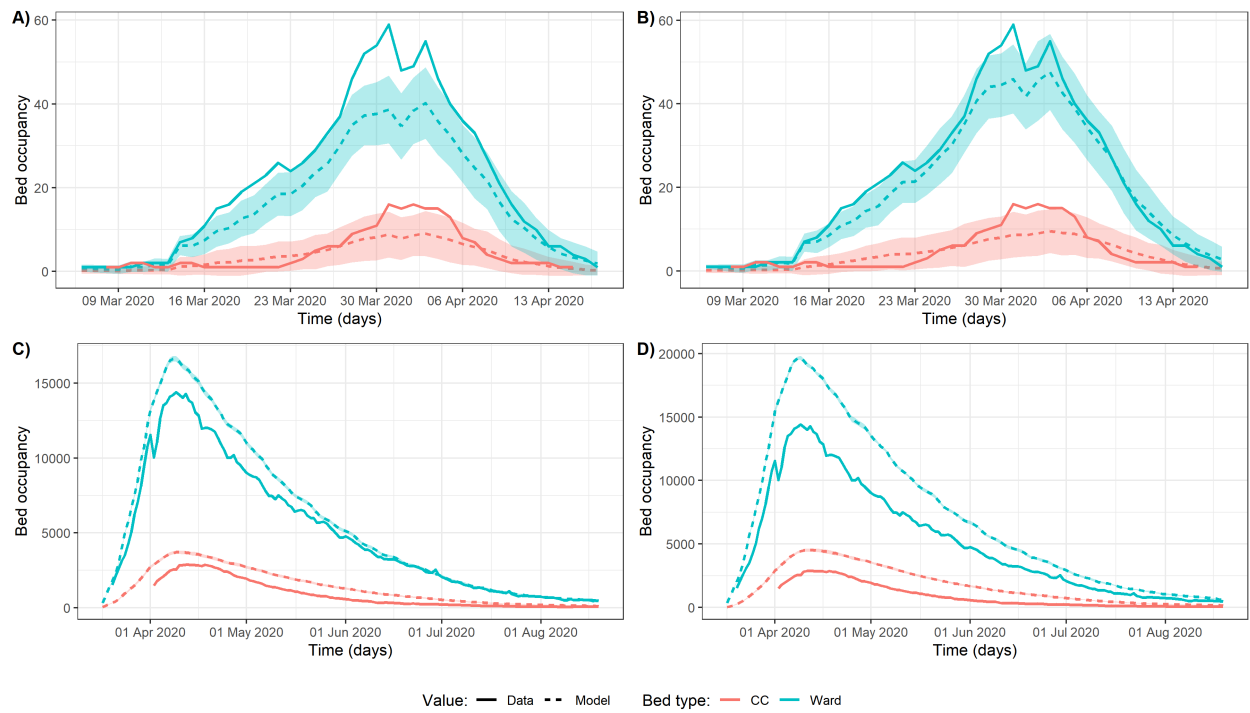 A)
60
40
20
0
Bed occupancy
09 Mar 2020 16 Mar 2020 23 Mar 2020 30 Mar 2020 06 Apr 2020 13 Apr 2020
Time (days)
B)
60
40
20
0
Bed occupancy
09 Mar 2020 16 Mar 2020 23 Mar 2020 30 Mar 2020 06 Apr 2020 13 Apr 2020
Time (days)
C)
15000
10000
5000
0
Bed occupancy
01 Apr 2020 01 May 2020 01 Jun 2020 01 Jul 2020 01 Aug 2020
Time (days)
D)
20000
15000
10000
5000
0
Bed occupancy
01 Apr 2020 01 May 2020 01 Jun 2020 01 Jul 2020 01 Aug 2020
Time (days)
Value: Data Model Bed type: CC Ward